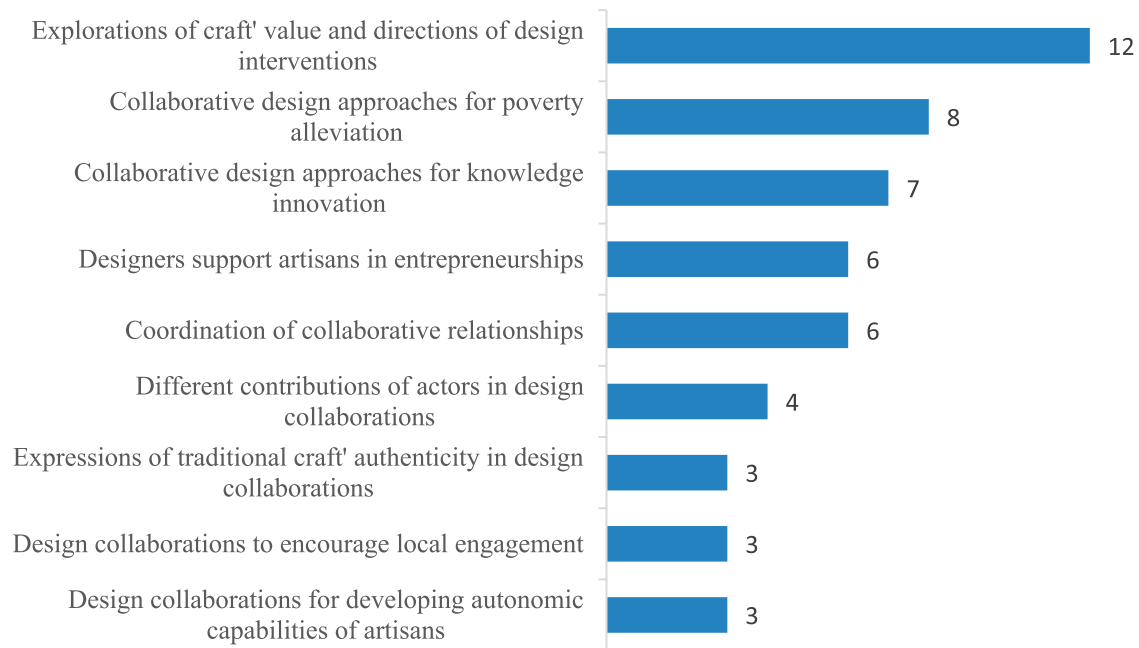 Explorations of craft' value and directions of design
interventions
12
Collaborative design approaches for poverty
alleviation
8
Collaborative design approaches for knowledge
innovation
7
Designers support artisans in entrepreneurships
6
Coordination of collaborative relationships
6
Different contributions of actors in design
collaborations
4
Expressions of traditional craft' authenticity in design
collaborations
3
Design collaborations to encourage local engagement
3
Design collaborations for developing autonomic
capabilities of artisans
3